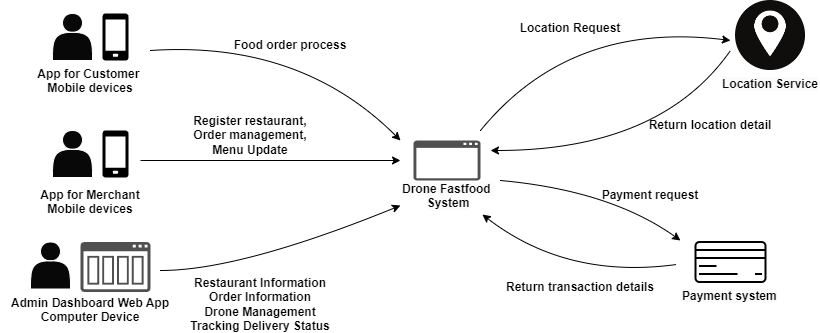 Food order process
App for Customer
Mobile devices
Location Request
Location Service
Return location detail
Register restaurant,
Order management,
Menu Update
App for Merchant
Mobile devices
Drone Fastfood
System
Payment request
Admin Dashboard Web App
Computer Device
Restaurant Information
Order Information
Drone Management
Tracking Delivery Status
Return transaction details
Payment system